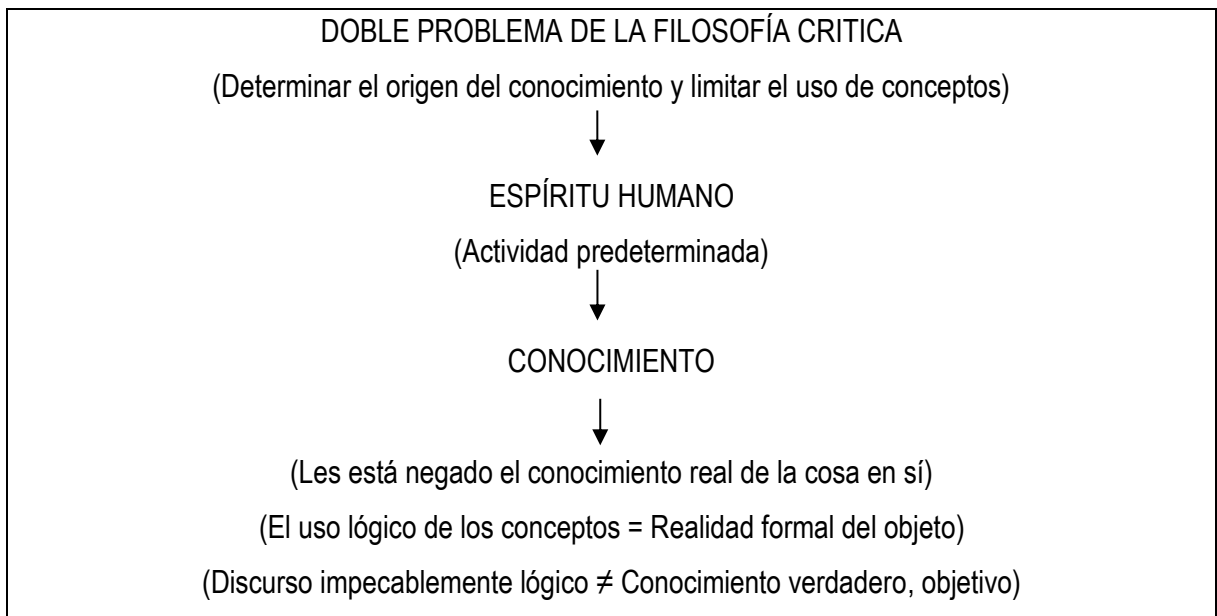 DOBLE PROBLEMA DE LA FILOSOFÍA CRITICA
(Determinar el origen del conocimiento y limitar el uso de conceptos)
ESPÍRITU HUMANO
(Actividad predeterminada)
CONOCIMIENTO
(Les está negado el conocimiento real de la cosa en sí)
(El uso lógico de los conceptos = Realidad formal del objeto)
(Discurso impecablemente lógico ≠ Conocimiento verdadero, objetivo)